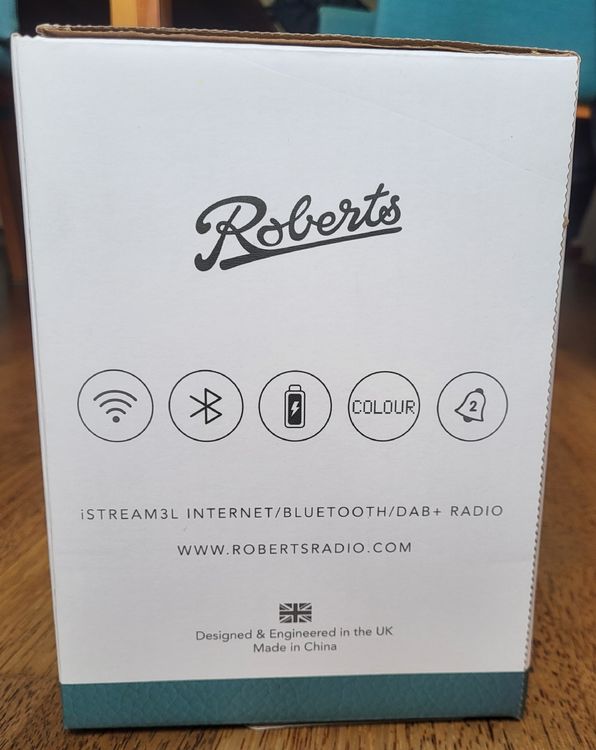 Roberts
COLOUR
2
iSTREAM3L INTERNET/BLUETOOTH/DAB+ RADIO
WWW.ROBERTSRADIO.COM
Designed & Engineered in the UK
Made in China